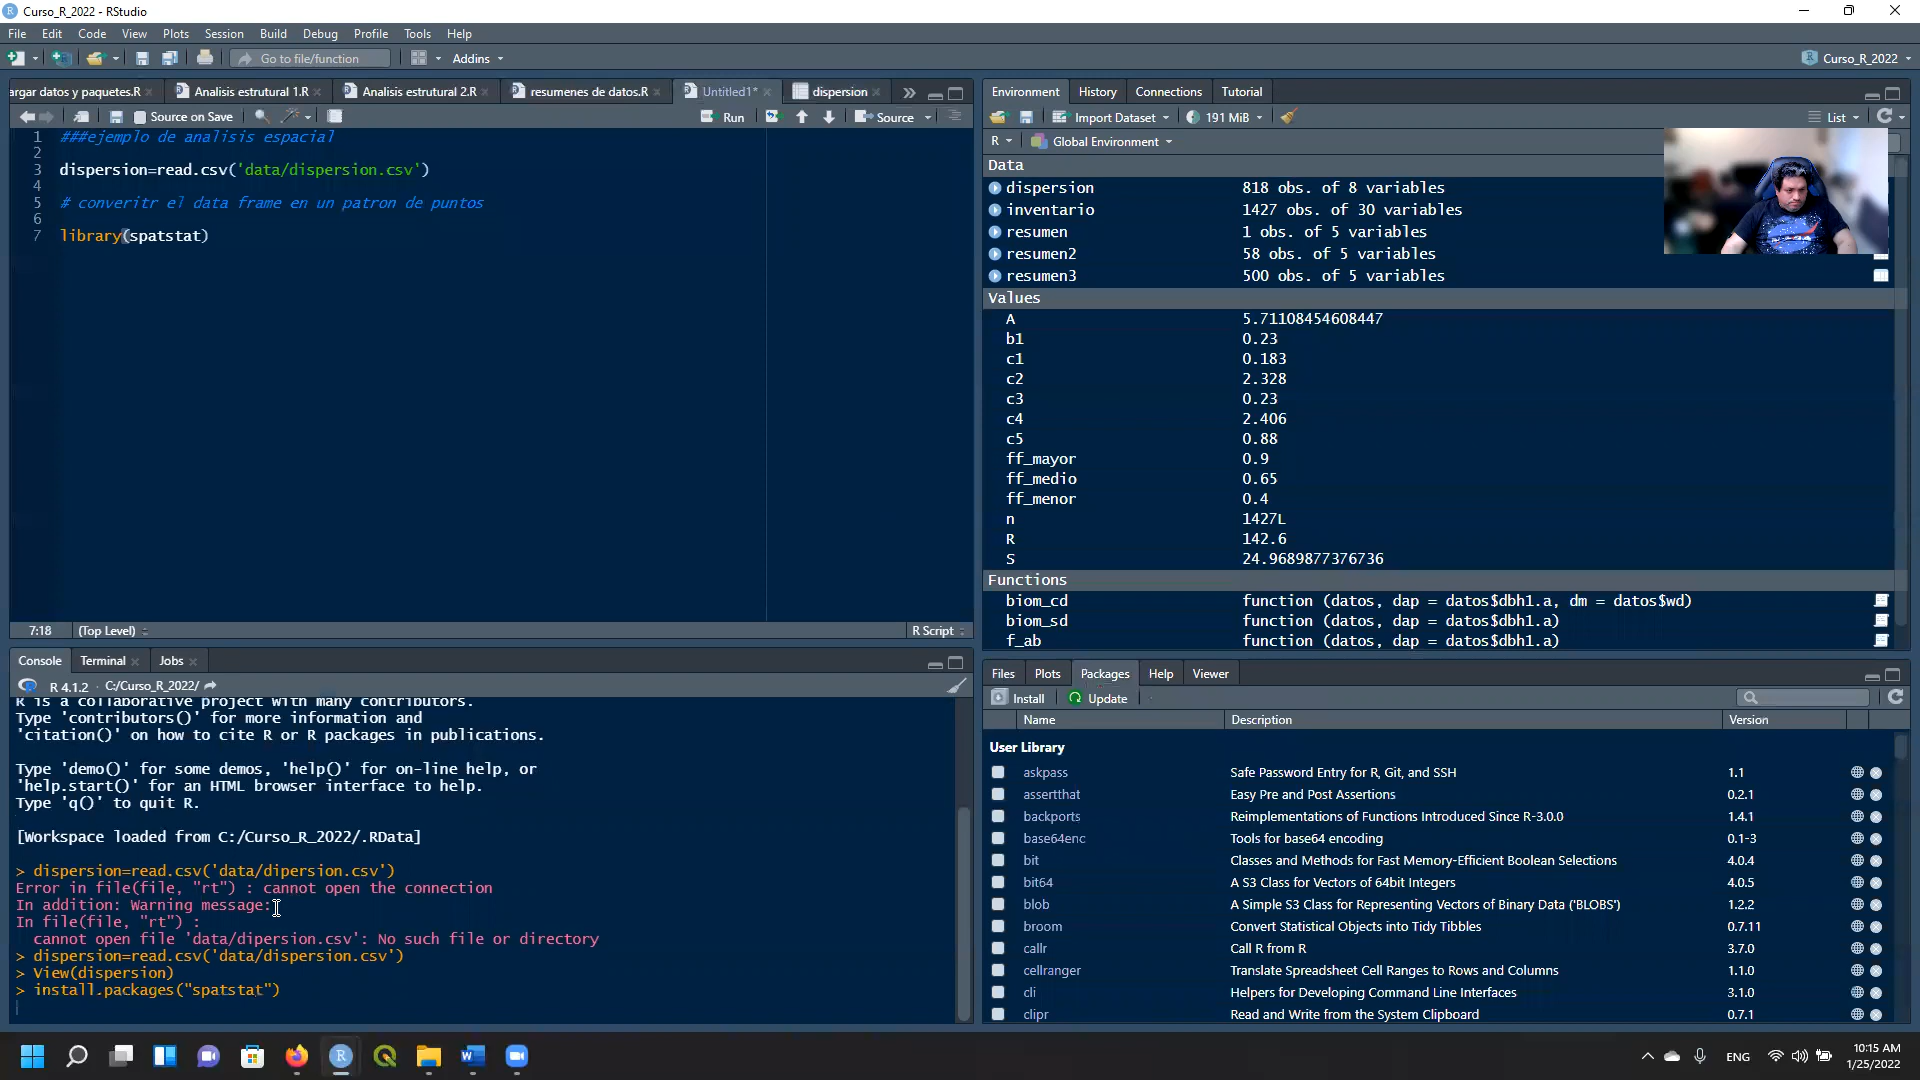 Curso_R_2022 - RStudio
File Edit Code View Plots Session Build Debug Profile Tools Help
Go to file/function
Addins
Curso_R_2022
argar datos y paquetes.R
Analisis estrutural 1.R
Analisis estrutural 2.R
resumenes de datos.R
Untitled1*
dispersion
Source on Save
Run
Source
1 ###ejemplo de analisis espacial
2
3 dispersion=read.csv('data/dispersion.csv')
4
5 # converitr el data frame en un patron de puntos
6
7 library(spatstat)
7:18
(Top Level)
R Script
Console Terminal Jobs
R 4.1.2 · C:/Curso_R_2022/
R is a collaborative project with many contributors.
Type 'contributors()' for more information and
'citation()' on how to cite R or R packages in publications.
Type 'demo()' for some demos, 'help()' for on-line help, or
'help.start()' for an HTML browser interface to help.
Type 'q()' to quit R.
[Workspace loaded from C:/Curso_R_2022/.RData]
> dispersion=read.csv('data/dipersion.csv')
Error in file(file, "rt") : cannot open the connection
In addition: Warning message:
In file(file, "rt") :
cannot open file 'data/dipersion.csv': No such file or directory
> dispersion=read.csv('data/dispersion.csv')
> View(dispersion)
> install.packages("spatstat")
Environment History Connections Tutorial
Import Dataset
191 MiB
List
R
Global Environment
Data
dispersion 818 obs. of 8 variables
inventario 1427 obs. of 30 variables
resumen 1 obs. of 5 variables
resumen2 58 obs. of 5 variables
resumen3 500 obs. of 5 variables
Values
A 5.71108454608447
b1 0.23
c1 0.183
c2 2.328
c3 0.23
c4 2.406
c5 0.88
ff_mayor 0.9
ff_medio 0.65
ff_menor 0.4
n 1427L
R 142.6
S 24.9689877376736
Functions
biom_cd function (datos, dap = datos$dbh1.a, dm = datos$wd)
biom_sd function (datos, dap = datos$dbh1.a)
f_ab function (datos, dap = datos$dbh1.a)
Files Plots Packages Help Viewer
Install
Update
Name Description Version
User Library
askpass Safe Password Entry for R, Git, and SSH 1.1
assertthat Easy Pre and Post Assertions 0.2.1
backports Reimplementations of Functions Introduced Since R-3.0.0 1.4.1
base64enc Tools for base64 encoding 0.1-3
bit Classes and Methods for Fast Memory-Efficient Boolean Selections 4.0.4
bit64 A S3 Class for Vectors of 64bit Integers 4.0.5
blob A Simple S3 Class for Representing Vectors of Binary Data ('BLOBS') 1.2.2
broom Convert Statistical Objects into Tidy Tibbles 0.7.11
callr Call R from R 3.7.0
cellranger Translate Spreadsheet Cell Ranges to Rows and Columns 1.1.0
cli Helpers for Developing Command Line Interfaces 3.1.0
clipr Read and Write from the System Clipboard 0.7.1
ENG
10:15 AM
1/25/2022